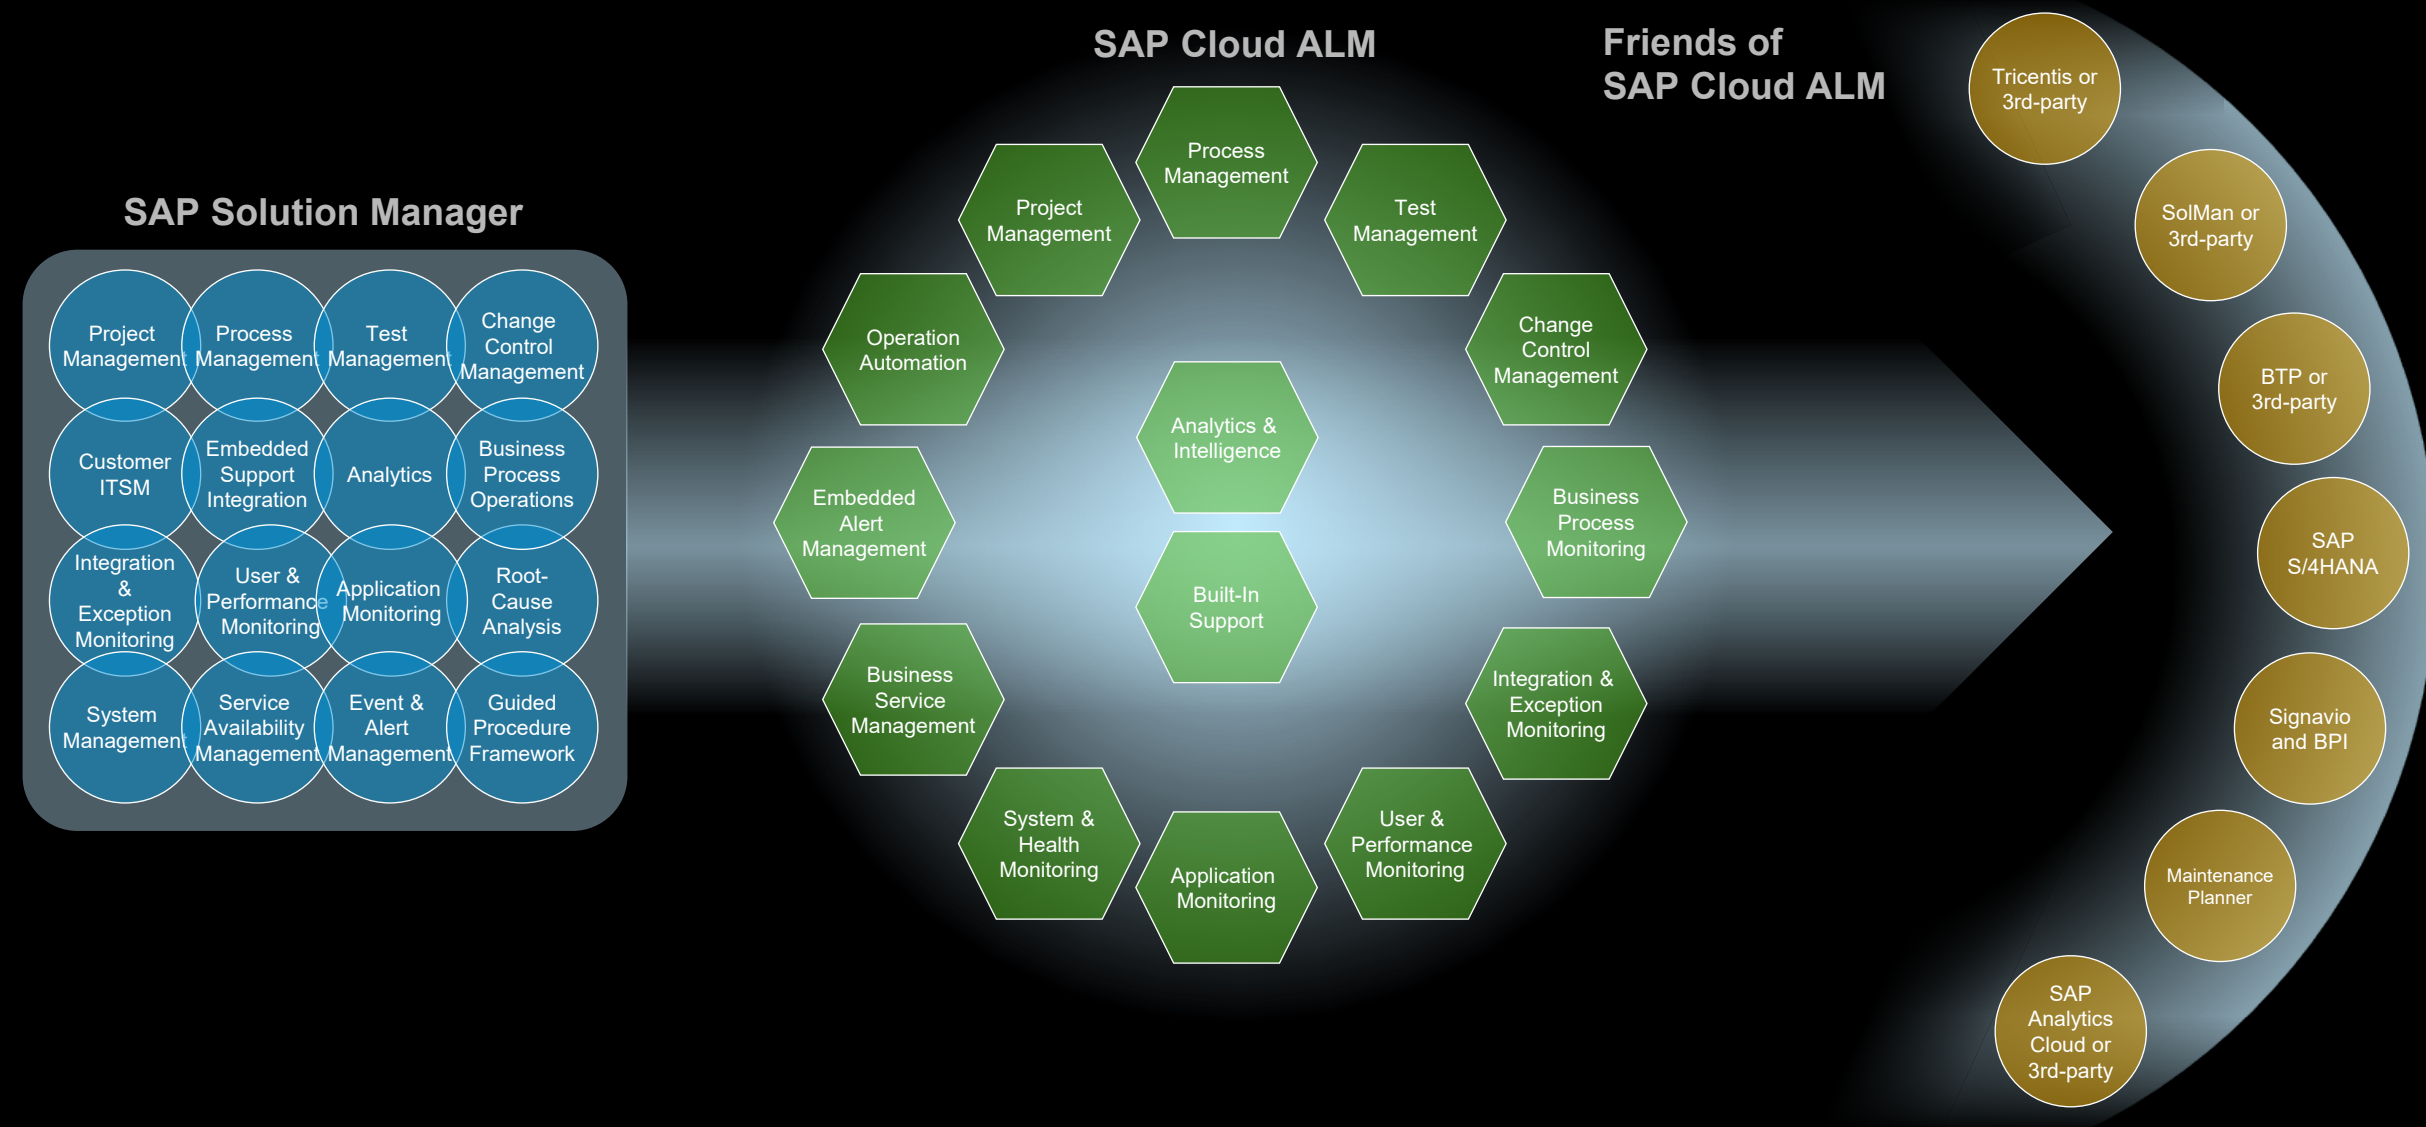 SAP Solution Manager
Project
Management
Process
Management
Test
Management
Change
Control
Management
Customer
ITSM
Embedded
Support
Integration
Analytics
Business
Process
Operations
Integration
&
Exception
Monitoring
User &
Performance
Monitoring
Application
Monitoring
Root-
Cause
Analysis
System
Management
Service
Availability
Management
Event &
Alert
Management
Guided
Procedure
Framework
SAP Cloud ALM
Process
Management
Project
Management
Test
Management
Operation
Automation
Change
Control
Management
Analytics &
Intelligence
Embedded
Alert
Management
Business
Process
Monitoring
Built-In
Support
Business
Service
Management
Integration &
Exception
Monitoring
System &
Health
Monitoring
Application
Monitoring
User &
Performance
Monitoring
Friends of
SAP Cloud ALM
Tricentis or
3rd-party
SolMan or
3rd-party
BTP or
3rd-party
SAP
S/4HANA
Signavio
and BPI
Maintenance
Planner
SAP
Analytics
Cloud or
3rd-party